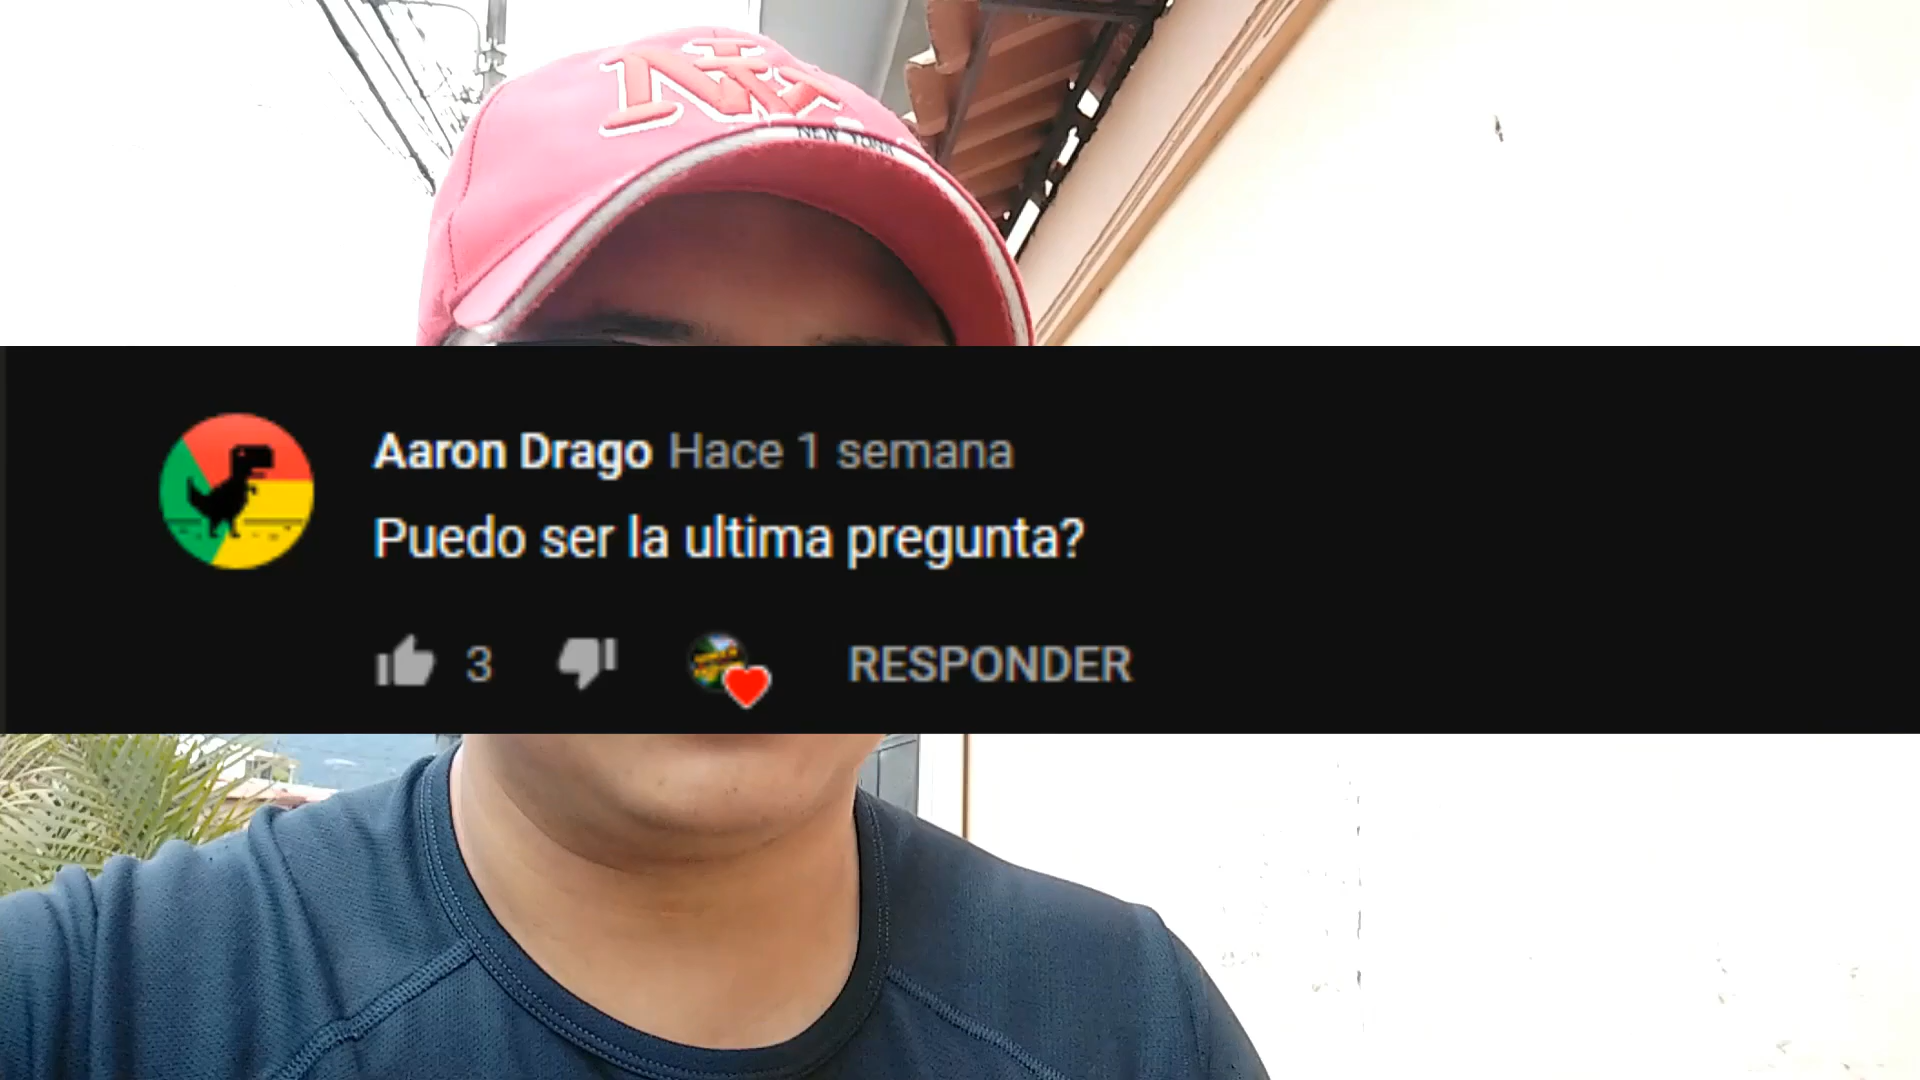 NY
NEW YORK
Aaron Drago Hace 1 semana
Puedo ser la ultima pregunta?
3
RESPONDER